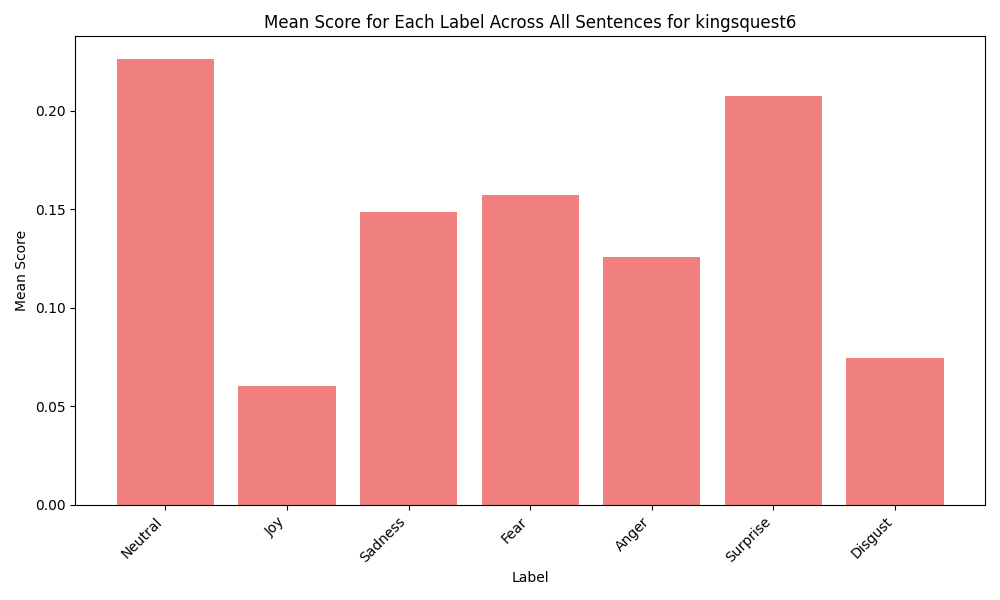 Mean Score for Each Label Across All Sentences for kingsquest6
Mean Score
0.20
0.15
0.10
0.05
0.00
Neutral
Joy
Sadness
Fear
Anger
Surprise
Disgust
Label